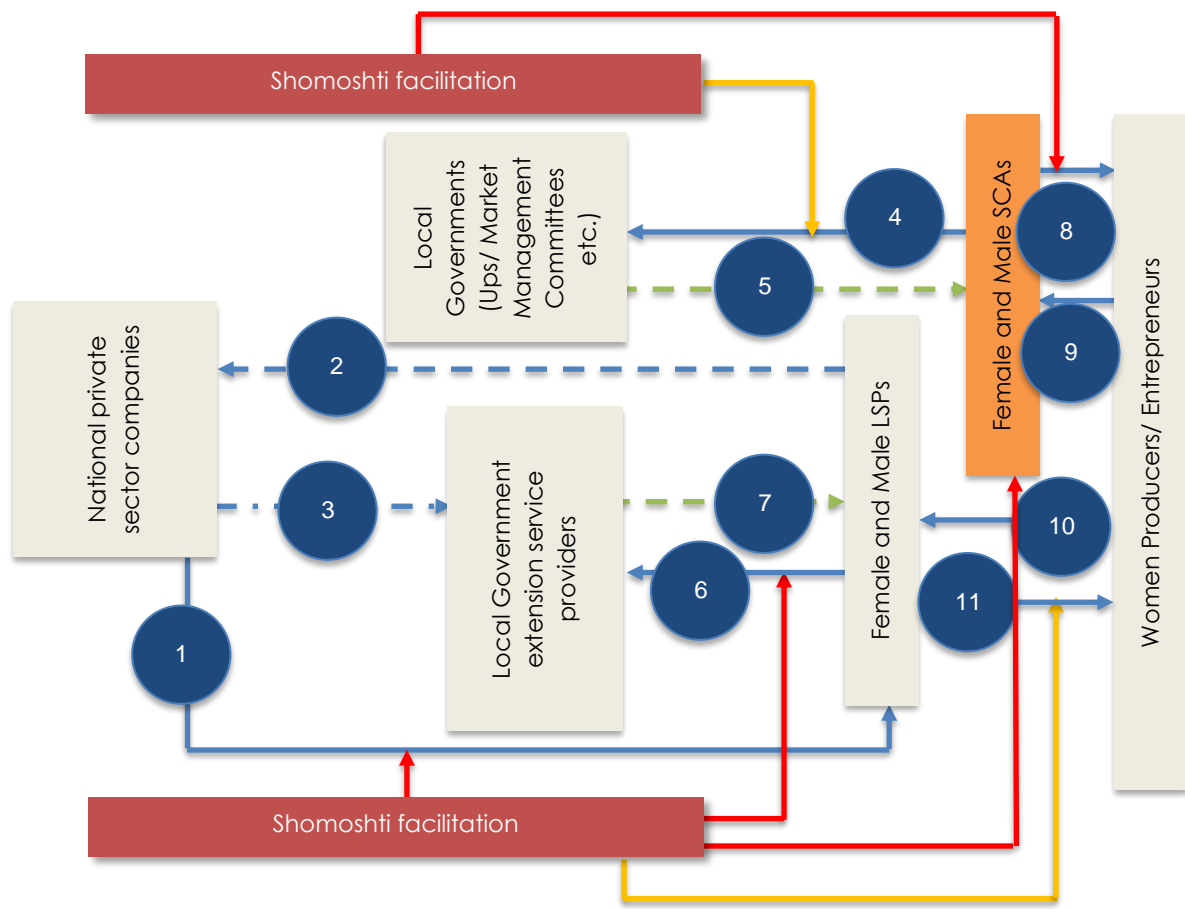 Shomoshti facilitation
Local
Governments
(Ups/ Market
Management
Committees
etc.)
4
5
Female and Male SCAs
8
9
Women Producers/ Entrepreneurs
National private
sector companies
2
3
Local Government
extension service
providers
7
6
Female and Male LSPs
10
11
1
Shomoshti facilitation